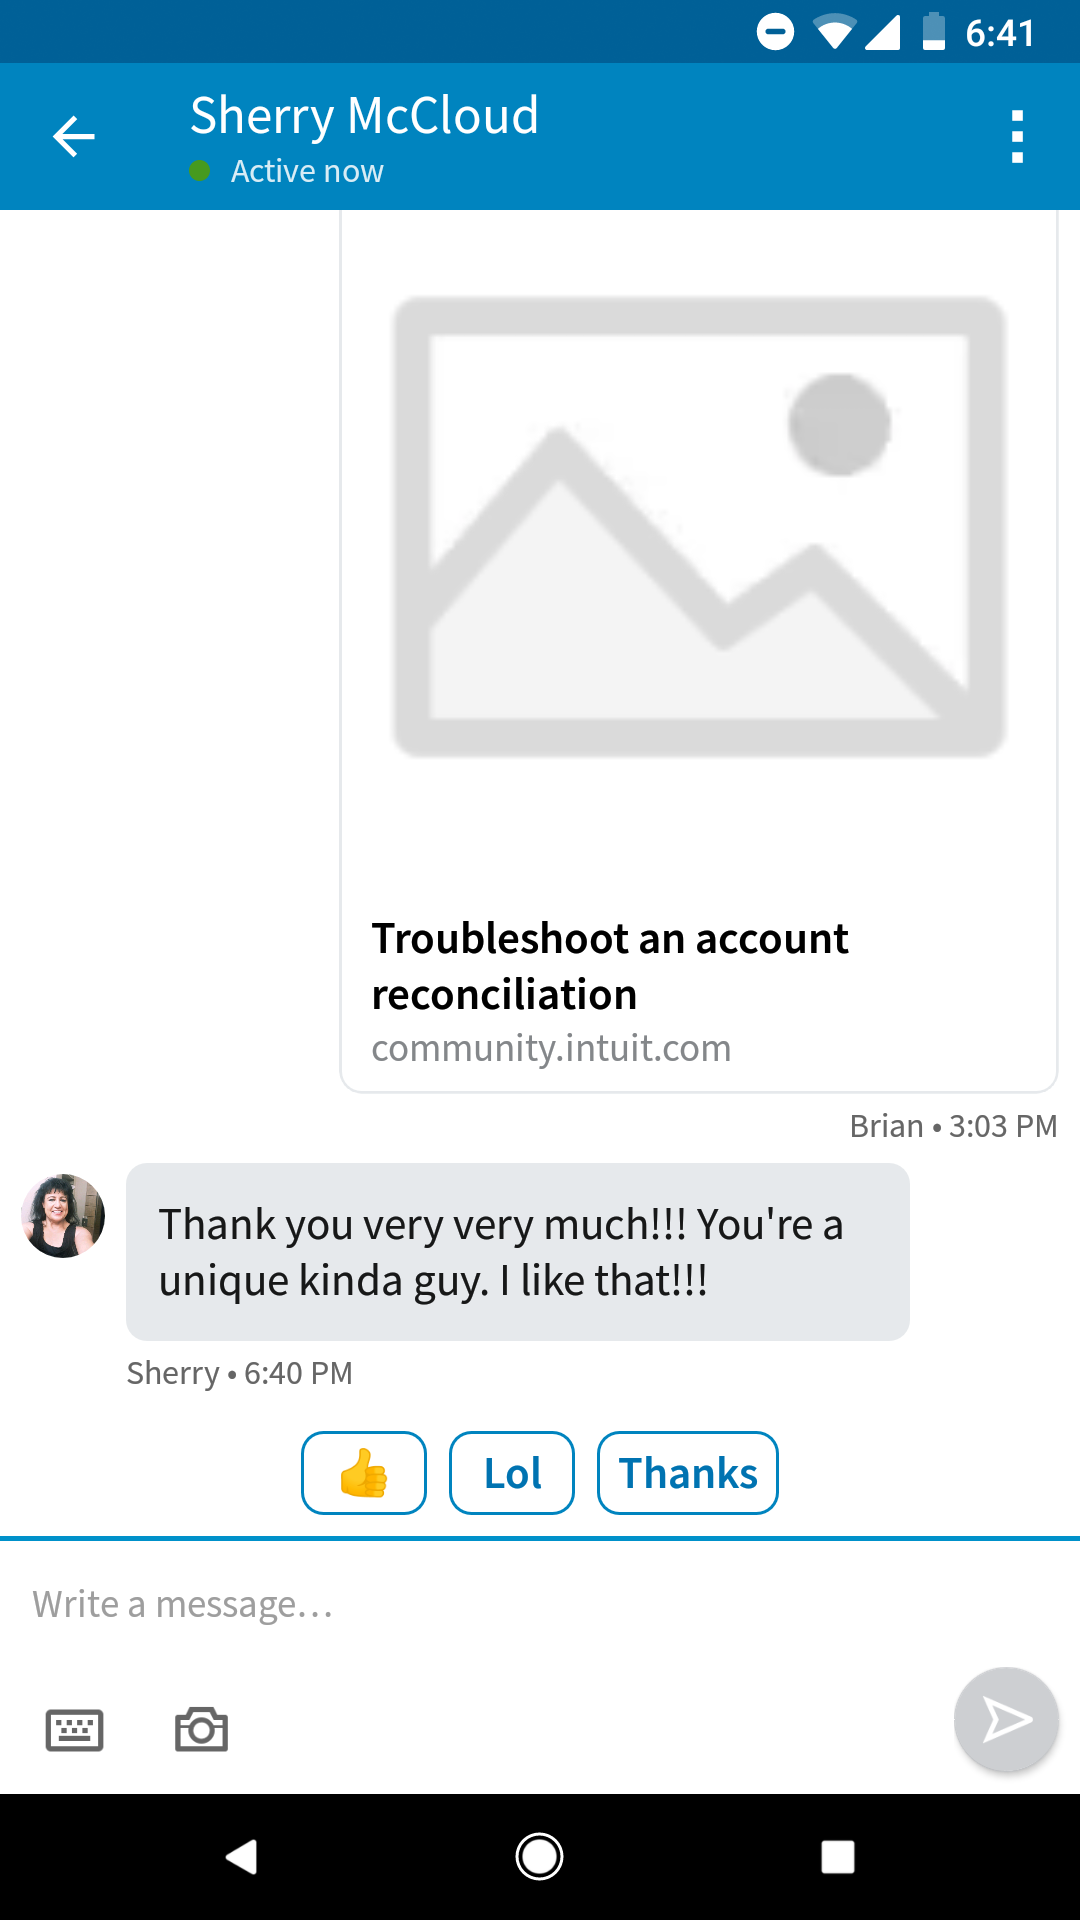 6:41
Sherry McCloud
Active now
Troubleshoot an account
reconciliation
community.intuit.com
Brian • 3:03 PM
Thank you very very much!!! You're a
unique kinda guy. I like that!!!
Sherry • 6:40 PM
👍 Lol Thanks
Write a message…